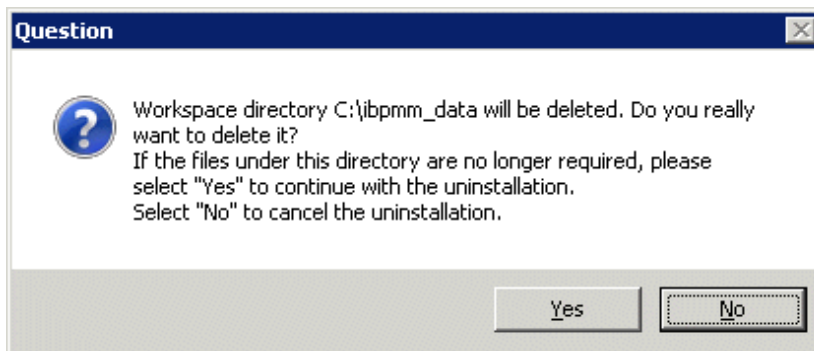 Question
Workspace directory C:\ibpmm_data will be deleted. Do you really
want to delete it?
If the files under this directory are no longer required, please
select "Yes" to continue with the uninstallation.
Select "No" to cancel the uninstallation.
Yes
No